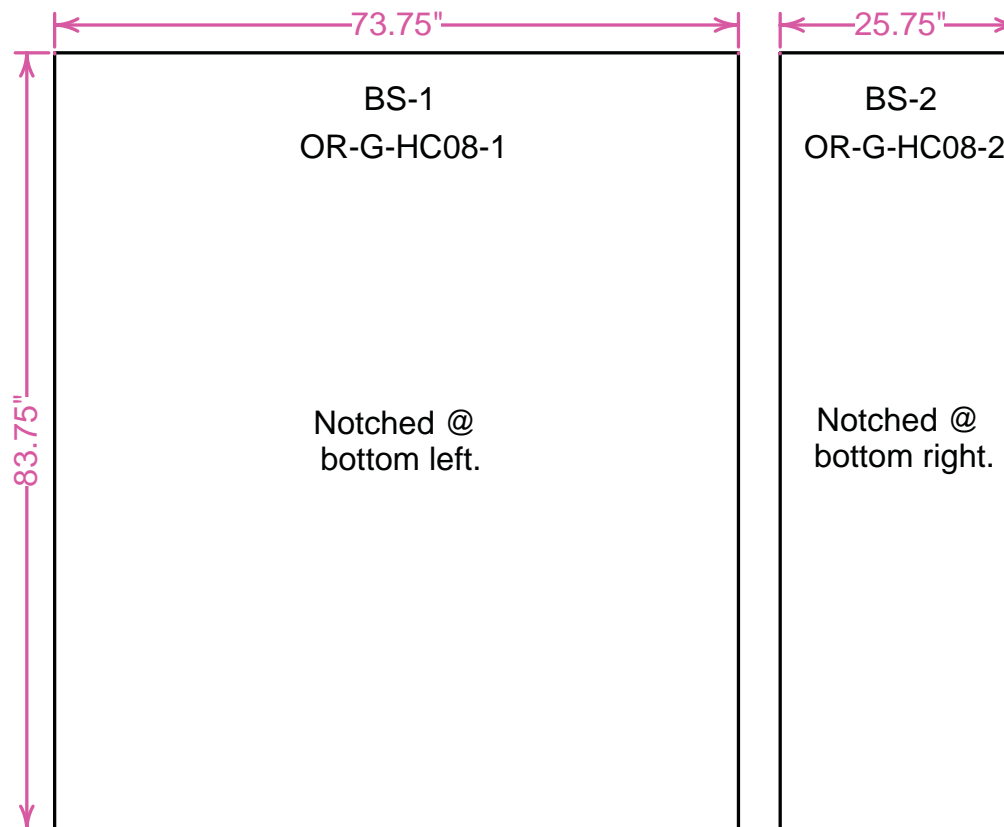 73.75"
25.75"
BS-1
OR-G-HC08-1
BS-2
OR-G-HC08-2
83.75"
Notched @
bottom left.
Notched @
bottom right.